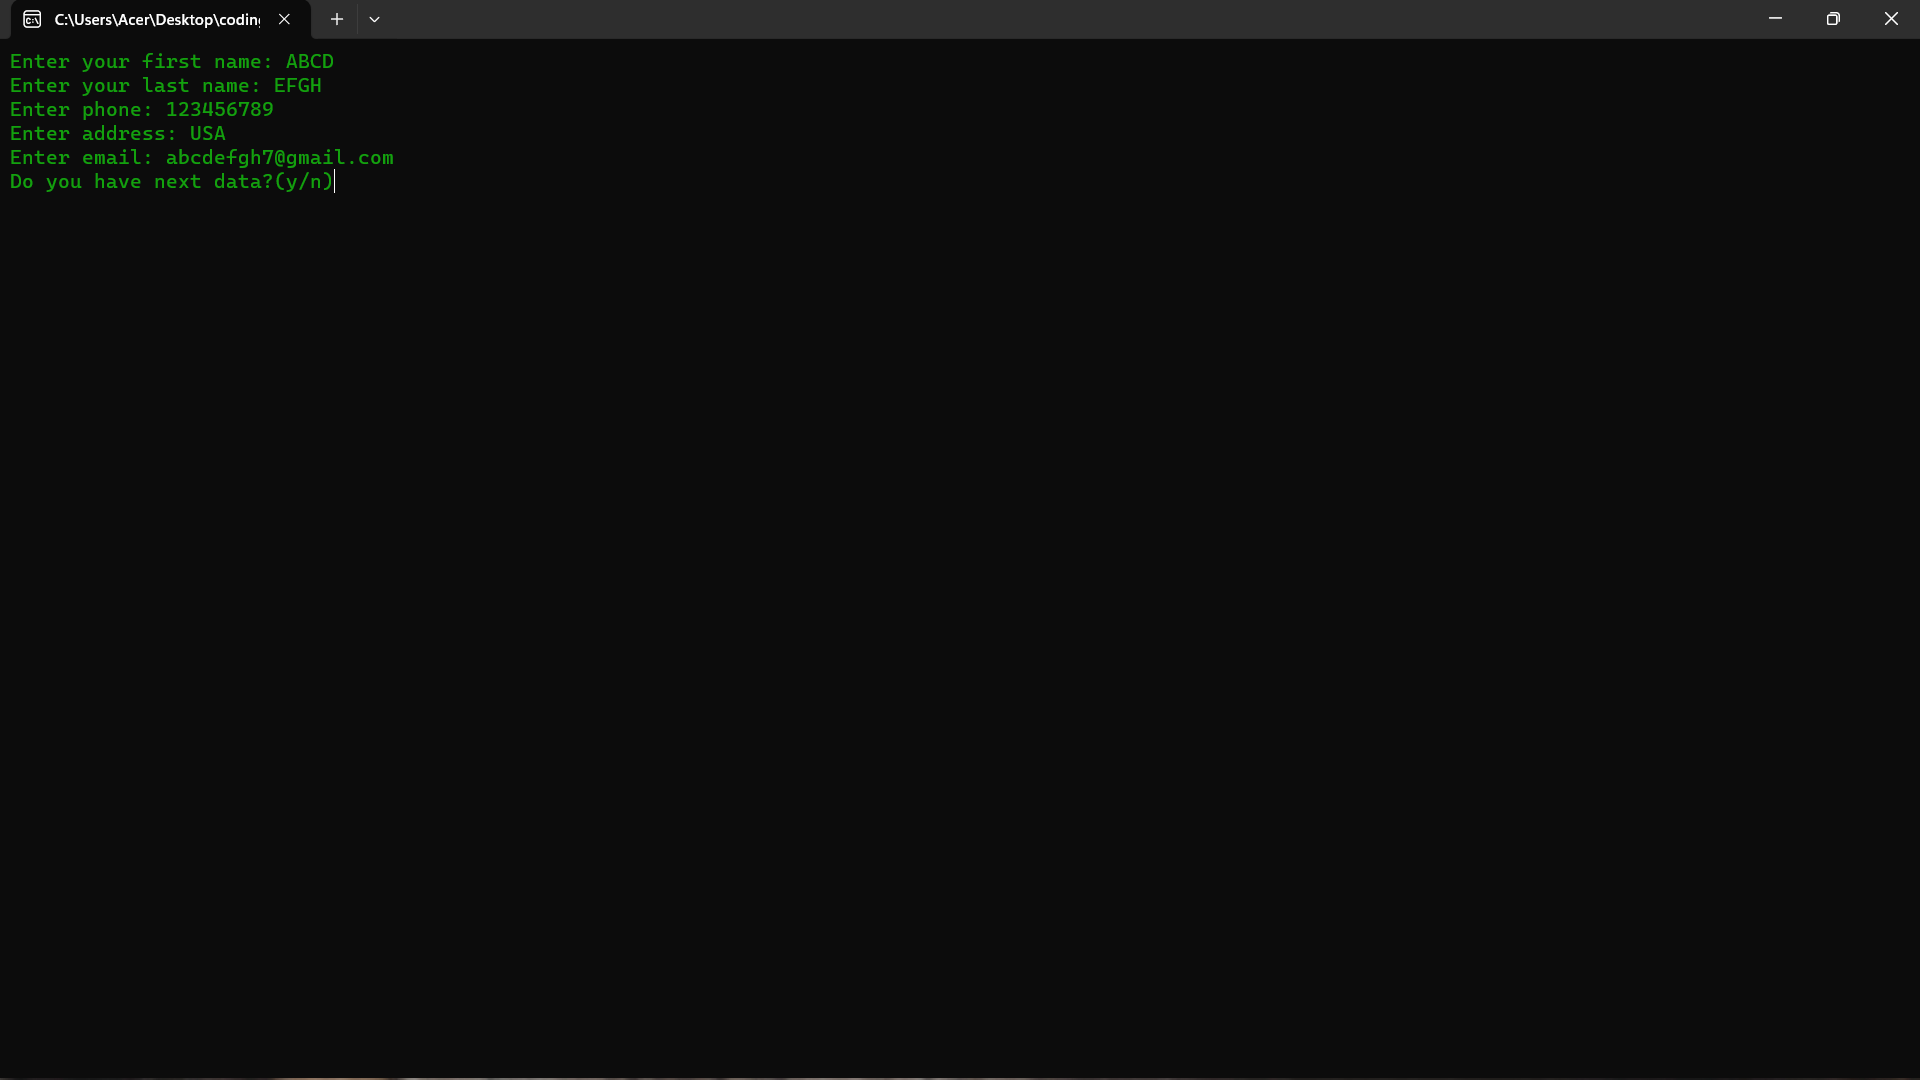 C:\Users\Acer\Desktop\coding
Enter your first name: ABCD
Enter your last name: EFGH
Enter phone: 123456789
Enter address: USA
Enter email: abcdefgh7@gmail.com
Do you have next data?(y/n)